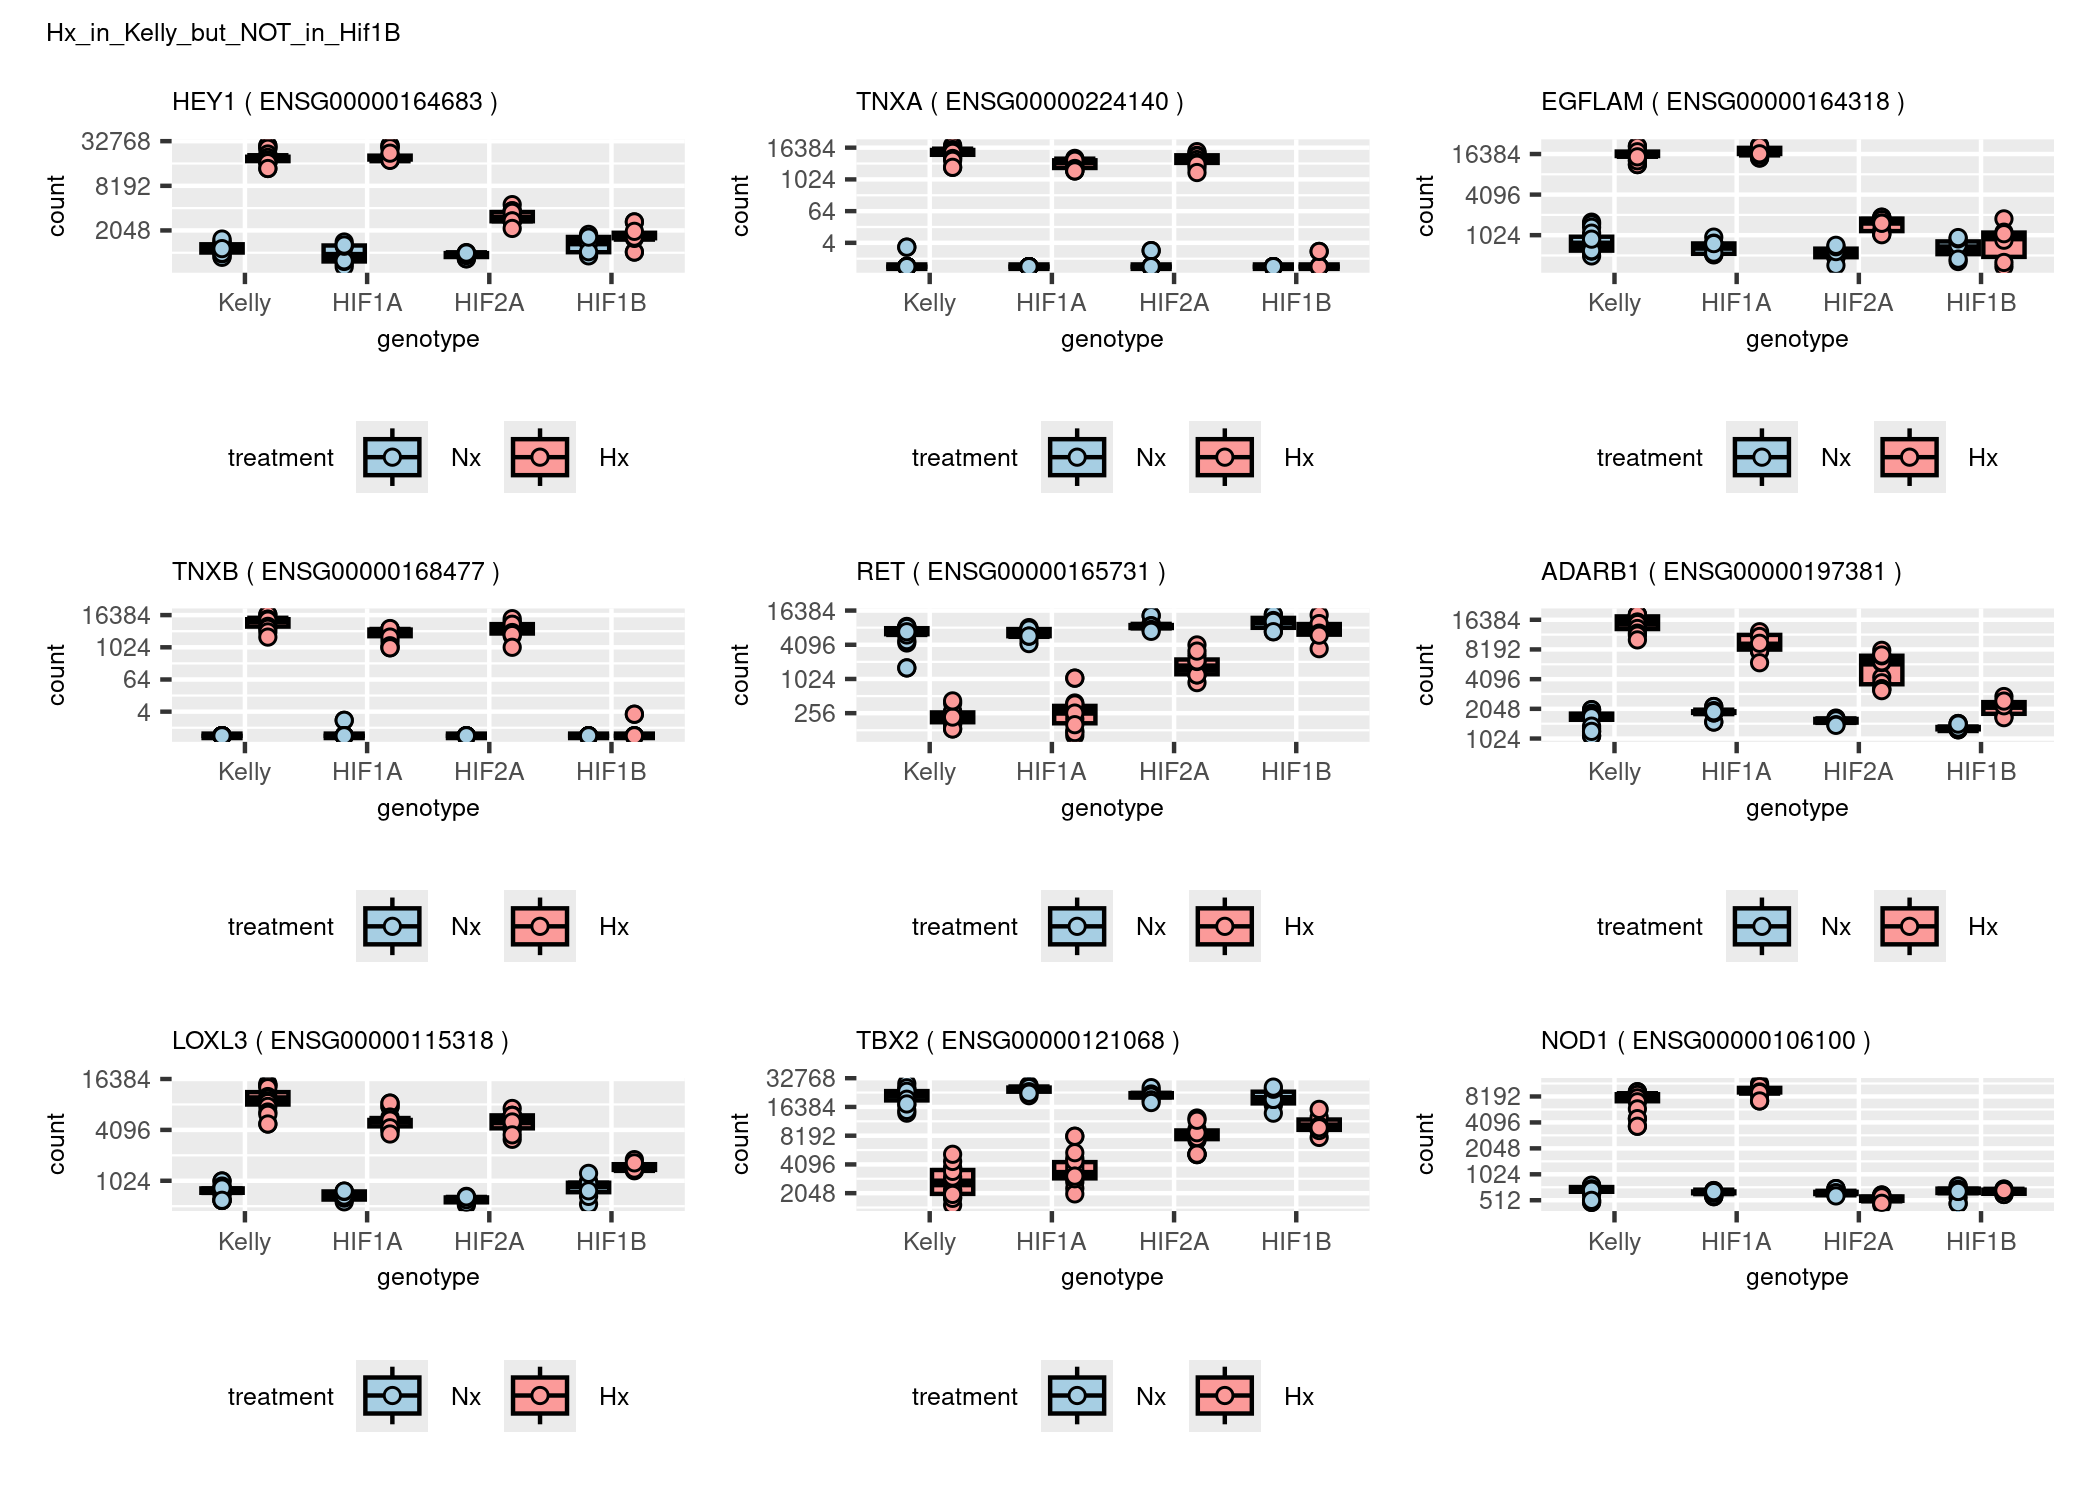 Hx_in_Kelly_but_NOT_in_Hif1B
HEY1 ( ENSG00000164683 )
32768
8192
2048
count
Kelly HIF1A HIF2A HIF1B
genotype
treatment Nx Hx
TNXA ( ENSG00000224140 )
16384
1024
64
4
count
Kelly HIF1A HIF2A HIF1B
genotype
treatment Nx Hx
EGFLAM ( ENSG00000164318 )
16384
4096
1024
count
Kelly HIF1A HIF2A HIF1B
genotype
treatment Nx Hx
TNXB ( ENSG00000168477 )
16384
1024
64
4
count
Kelly HIF1A HIF2A HIF1B
genotype
treatment Nx Hx
RET ( ENSG00000165731 )
16384
4096
1024
256
count
Kelly HIF1A HIF2A HIF1B
genotype
treatment Nx Hx
ADARB1 ( ENSG00000197381 )
16384
8192
4096
2048
1024
count
Kelly HIF1A HIF2A HIF1B
genotype
treatment Nx Hx
LOXL3 ( ENSG00000115318 )
16384
4096
1024
count
Kelly HIF1A HIF2A HIF1B
genotype
treatment Nx Hx
TBX2 ( ENSG00000121068 )
32768
16384
8192
4096
2048
count
Kelly HIF1A HIF2A HIF1B
genotype
treatment Nx Hx
NOD1 ( ENSG00000106100 )
8192
4096
2048
1024
512
count
Kelly HIF1A HIF2A HIF1B
genotype